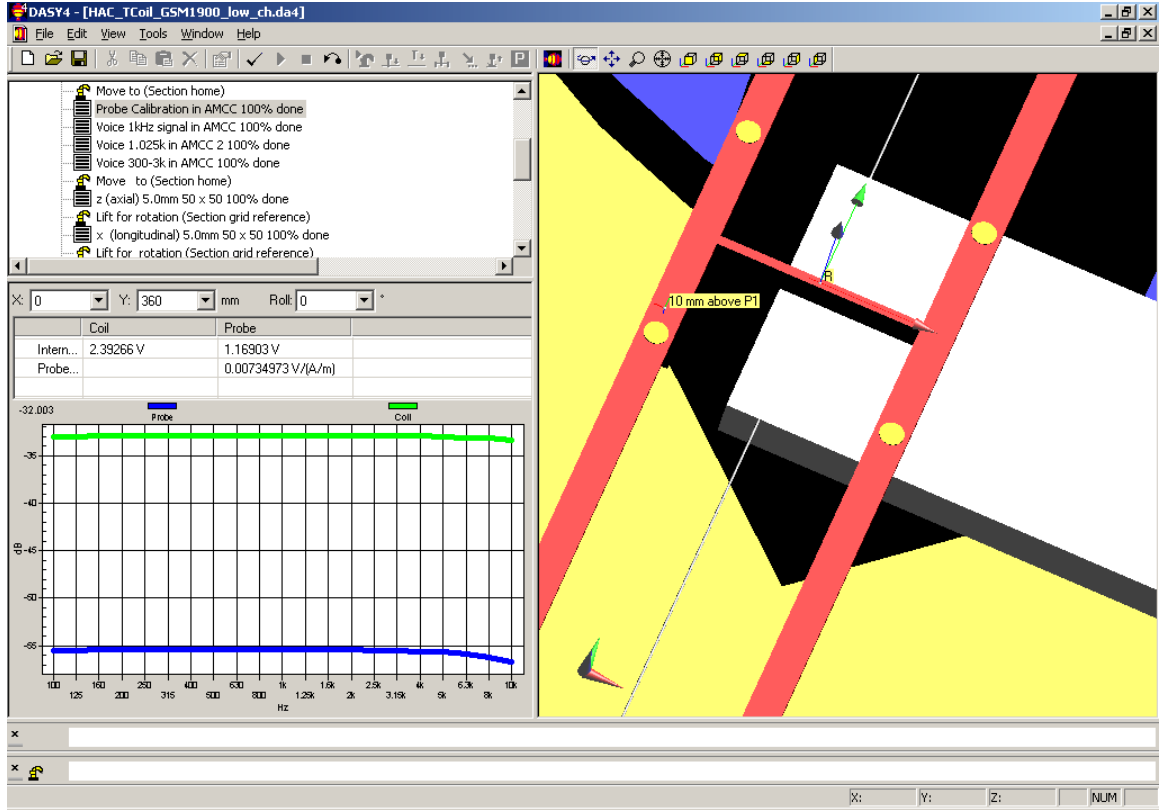 DASY4 - [HAC_TCoil_GSM1900_low_ch.da4]
File Edit View Tools Window Help
Move to (Section home)
Probe Calibration in AMCC 100% done
Voice 1kHz signal in AMCC 100% done
Voice 1.025k in AMCC 2 100% done
Voice 300-3k in AMCC 100% done
Move to (Section home)
z (axial) 5.0mm 50 x 50 100% done
Lift for rotation (Section grid reference)
x (longitudinal) 5.0mm 50 x 50 100% done
Lift for rotation (Section grid reference)
X: 0 Y: 360 mm Roll: 0 °
Coil Probe
Intern... 2.39266 V 1.16903 V
Probe... 0.00734973 V/(A/m)
-32.003
Probe Coil
-35
-40
dB
-45
-50
-55
100 160 250 400 630 1k 1.6k 2.5k 4k 6.3k 10k
125 200 315 500 800 1.25k 2k 3.15k 5k 8k
Hz
R
10 mm above P1
X: Y: Z: NUM